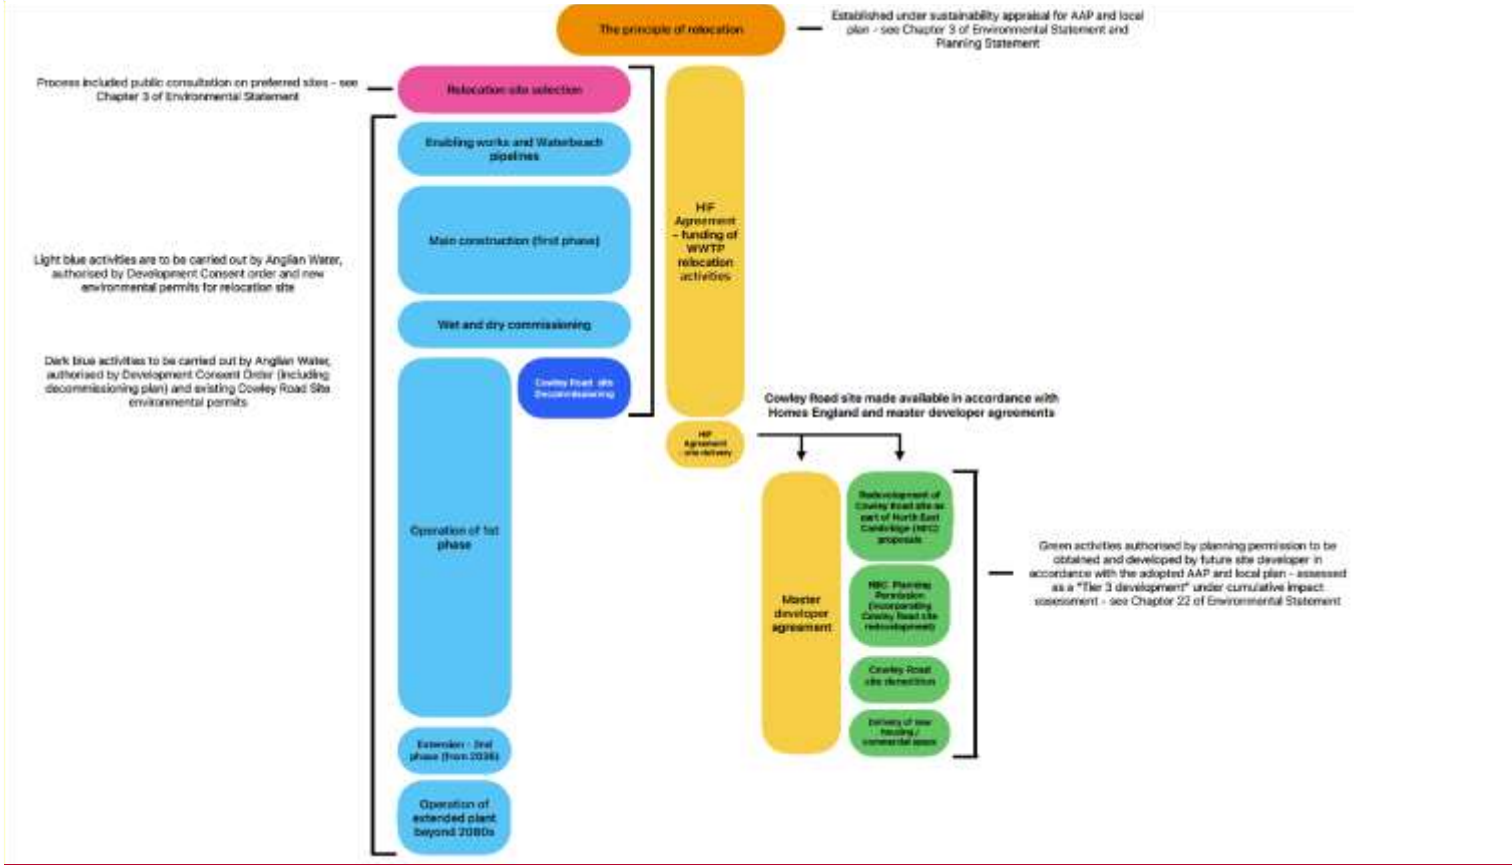 The principle of relocation
Established under sustainability appraisal for AAP and local
plan - see Chapter 3 of Environmental Statement and
Planning Statement
Process included public consultation on preferred sites - see
Chapter 3 of Environmental Statement
Relocation site selection
Enabling works and Waterbeach
pipelines
Main construction (first phase)
Light blue activities are to be carried out by Anglian Water,
authorised by Development Consent order and new
environmental permits for relocation site
Wet and dry commissioning
Dark blue activities to be carried out by Anglian Water,
authorised by Development Consent Order (including
decommissioning plan) and existing Cowley Road Site
environmental permits
Cowley Road site
Decommissioning
HIF
Agreement
- funding of
WWTP
relocation
activities
Cowley Road site made available in accordance with
Homes England and master developer agreements
HIF
Agreement
- site delivery
Operation of 1st
phase
Extension - 2nd
phase (from 2036)
Operation of
extended plant
beyond 2080s
Master
developer
agreement
Redevelopment of
Cowley Road site as
part of North East
Cambridge (NEC)
proposals
NEC Planning
Permission
(incorporating
Cowley Road site
redevelopment)
Cowley Road
site demolition
Delivery of new
housing /
commercial space
Green activities authorised by planning permission to be
obtained and developed by future site developer in
accordance with the adopted AAP and local plan - assessed
as a "Tier 3 development" under cumulative impact
assessment - see Chapter 22 of Environmental Statement